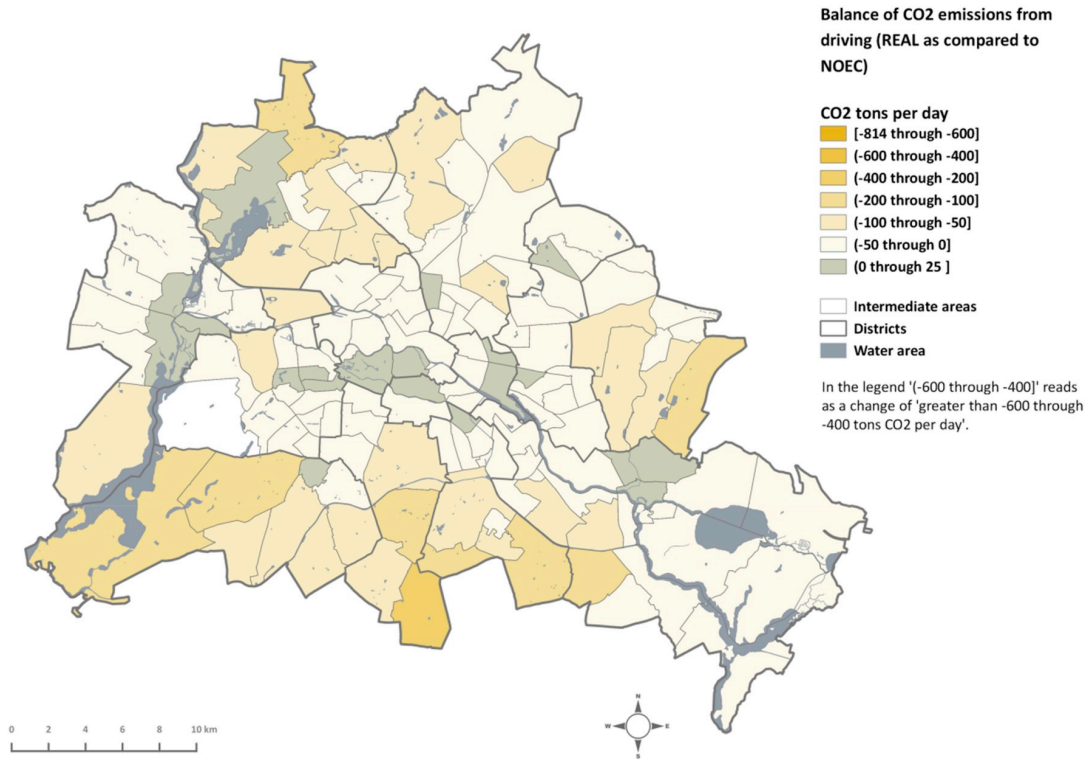 Balance of CO2 emissions from
driving (REAL as compared to
NOEC)
CO2 tons per day
[-814 through -600]
(-600 through -400]
(-400 through -200]
(-200 through -100]
(-100 through -50]
(-50 through 0]
(0 through 25 ]
Intermediate areas
Districts
Water area
In the legend '(-600 through -400]' reads
as a change of 'greater than -600 through
-400 tons CO2 per day'.
N
W E
S
0 2 4 6 8 10 km